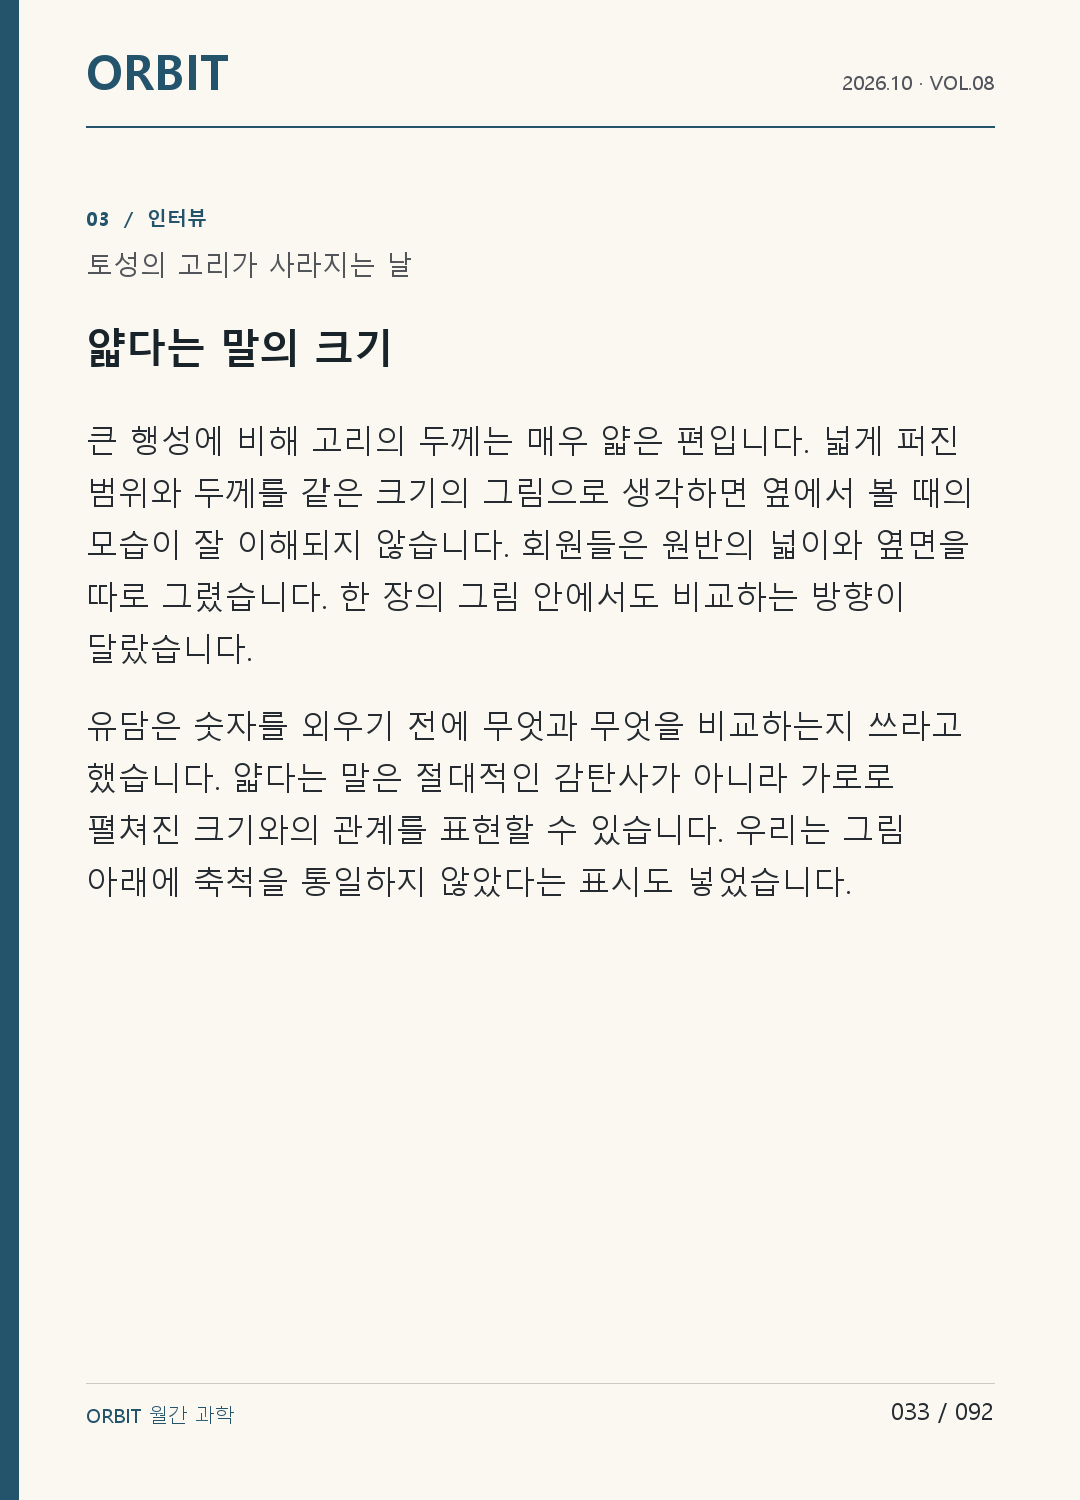 ORBIT
2026.10 · VOL.08
03 / 인터뷰
토성의 고리가 사라지는 날
얇다는 말의 크기
큰 행성에 비해 고리의 두께는 매우 얇은 편입니다. 넓게 퍼진
범위와 두께를 같은 크기의 그림으로 생각하면 옆에서 볼 때의
모습이 잘 이해되지 않습니다. 회원들은 원반의 넓이와 옆면을
따로 그렸습니다. 한 장의 그림 안에서도 비교하는 방향이
달랐습니다.
유담은 숫자를 외우기 전에 무엇과 무엇을 비교하는지 쓰라고
했습니다. 얇다는 말은 절대적인 감탄사가 아니라 가로로
펼쳐진 크기와의 관계를 표현할 수 있습니다. 우리는 그림
아래에 축척을 통일하지 않았다는 표시도 넣었습니다.
ORBIT 월간 과학
033 / 092